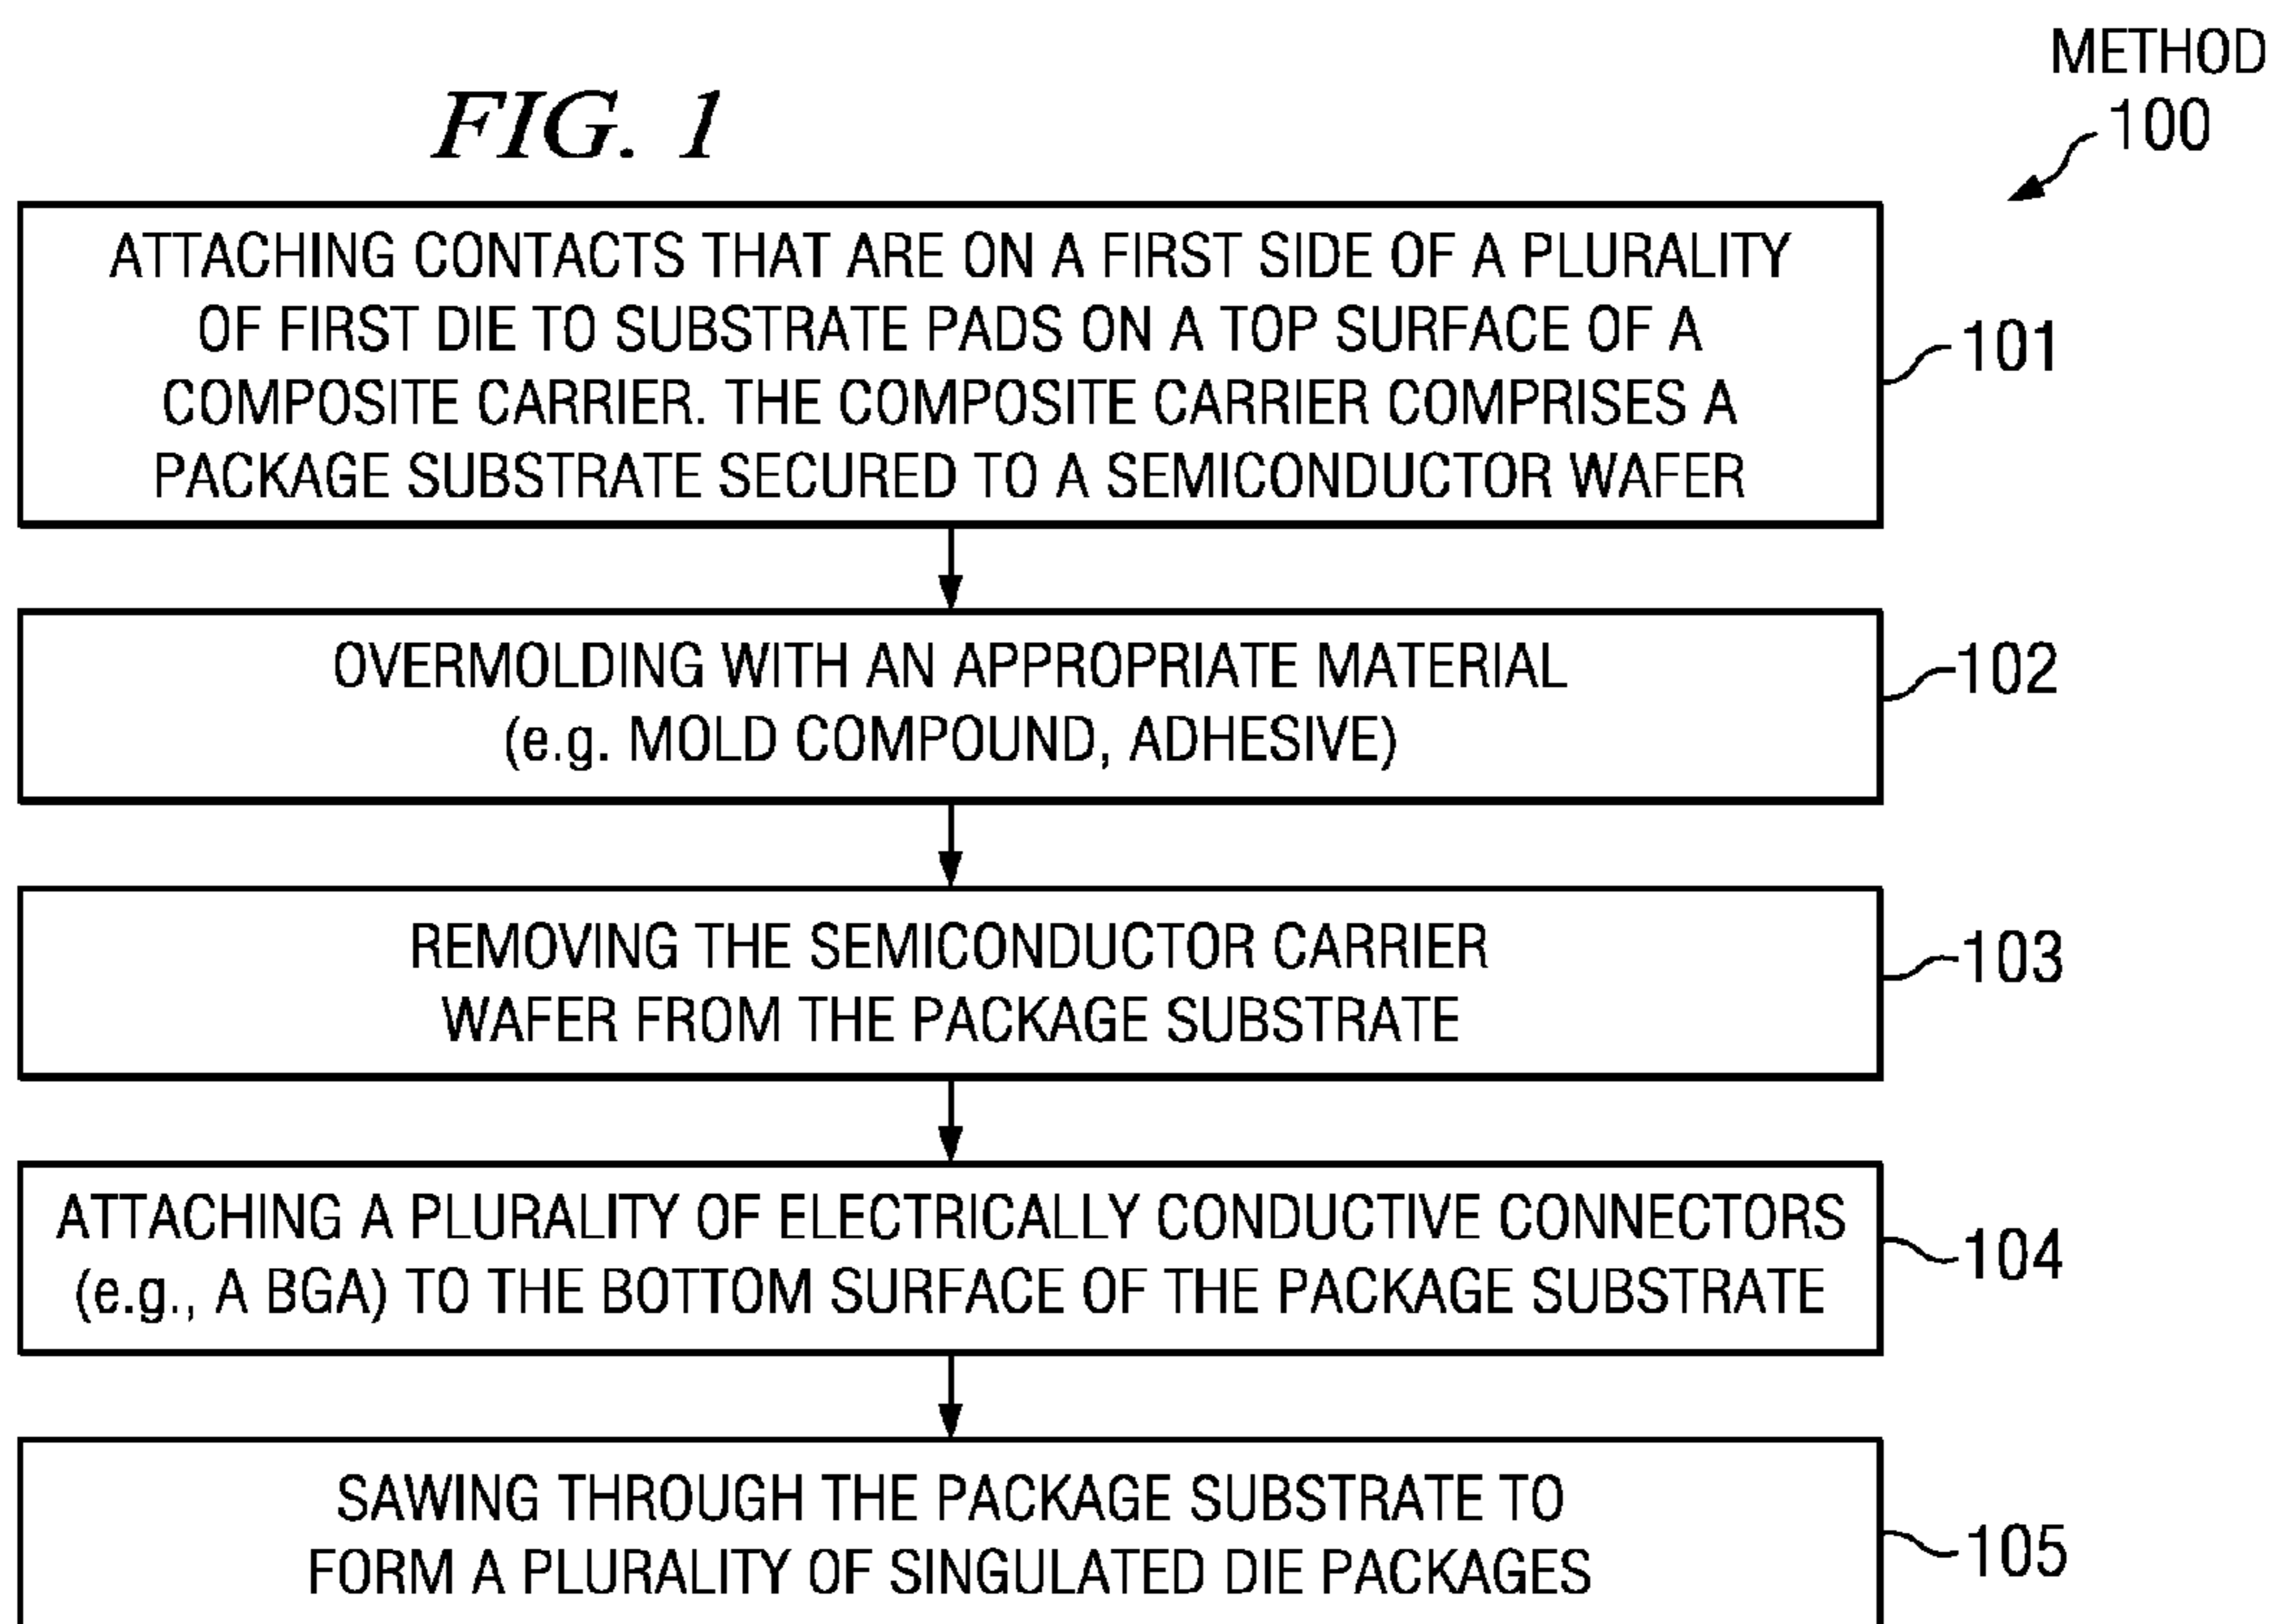 METHOD
100
FIG. 1
ATTACHING CONTACTS THAT ARE ON A FIRST SIDE OF A PLURALITY
OF FIRST DIE TO SUBSTRATE PADS ON A TOP SURFACE OF A
COMPOSITE CARRIER. THE COMPOSITE CARRIER COMPRISES A
PACKAGE SUBSTRATE SECURED TO A SEMICONDUCTOR WAFER
101
OVERMOLDING WITH AN APPROPRIATE MATERIAL
(e.g. MOLD COMPOUND, ADHESIVE)
102
REMOVING THE SEMICONDUCTOR CARRIER
WAFER FROM THE PACKAGE SUBSTRATE
103
ATTACHING A PLURALITY OF ELECTRICALLY CONDUCTIVE CONNECTORS
(e.g., A BGA) TO THE BOTTOM SURFACE OF THE PACKAGE SUBSTRATE
104
SAWING THROUGH THE PACKAGE SUBSTRATE TO
FORM A PLURALITY OF SINGULATED DIE PACKAGES
105